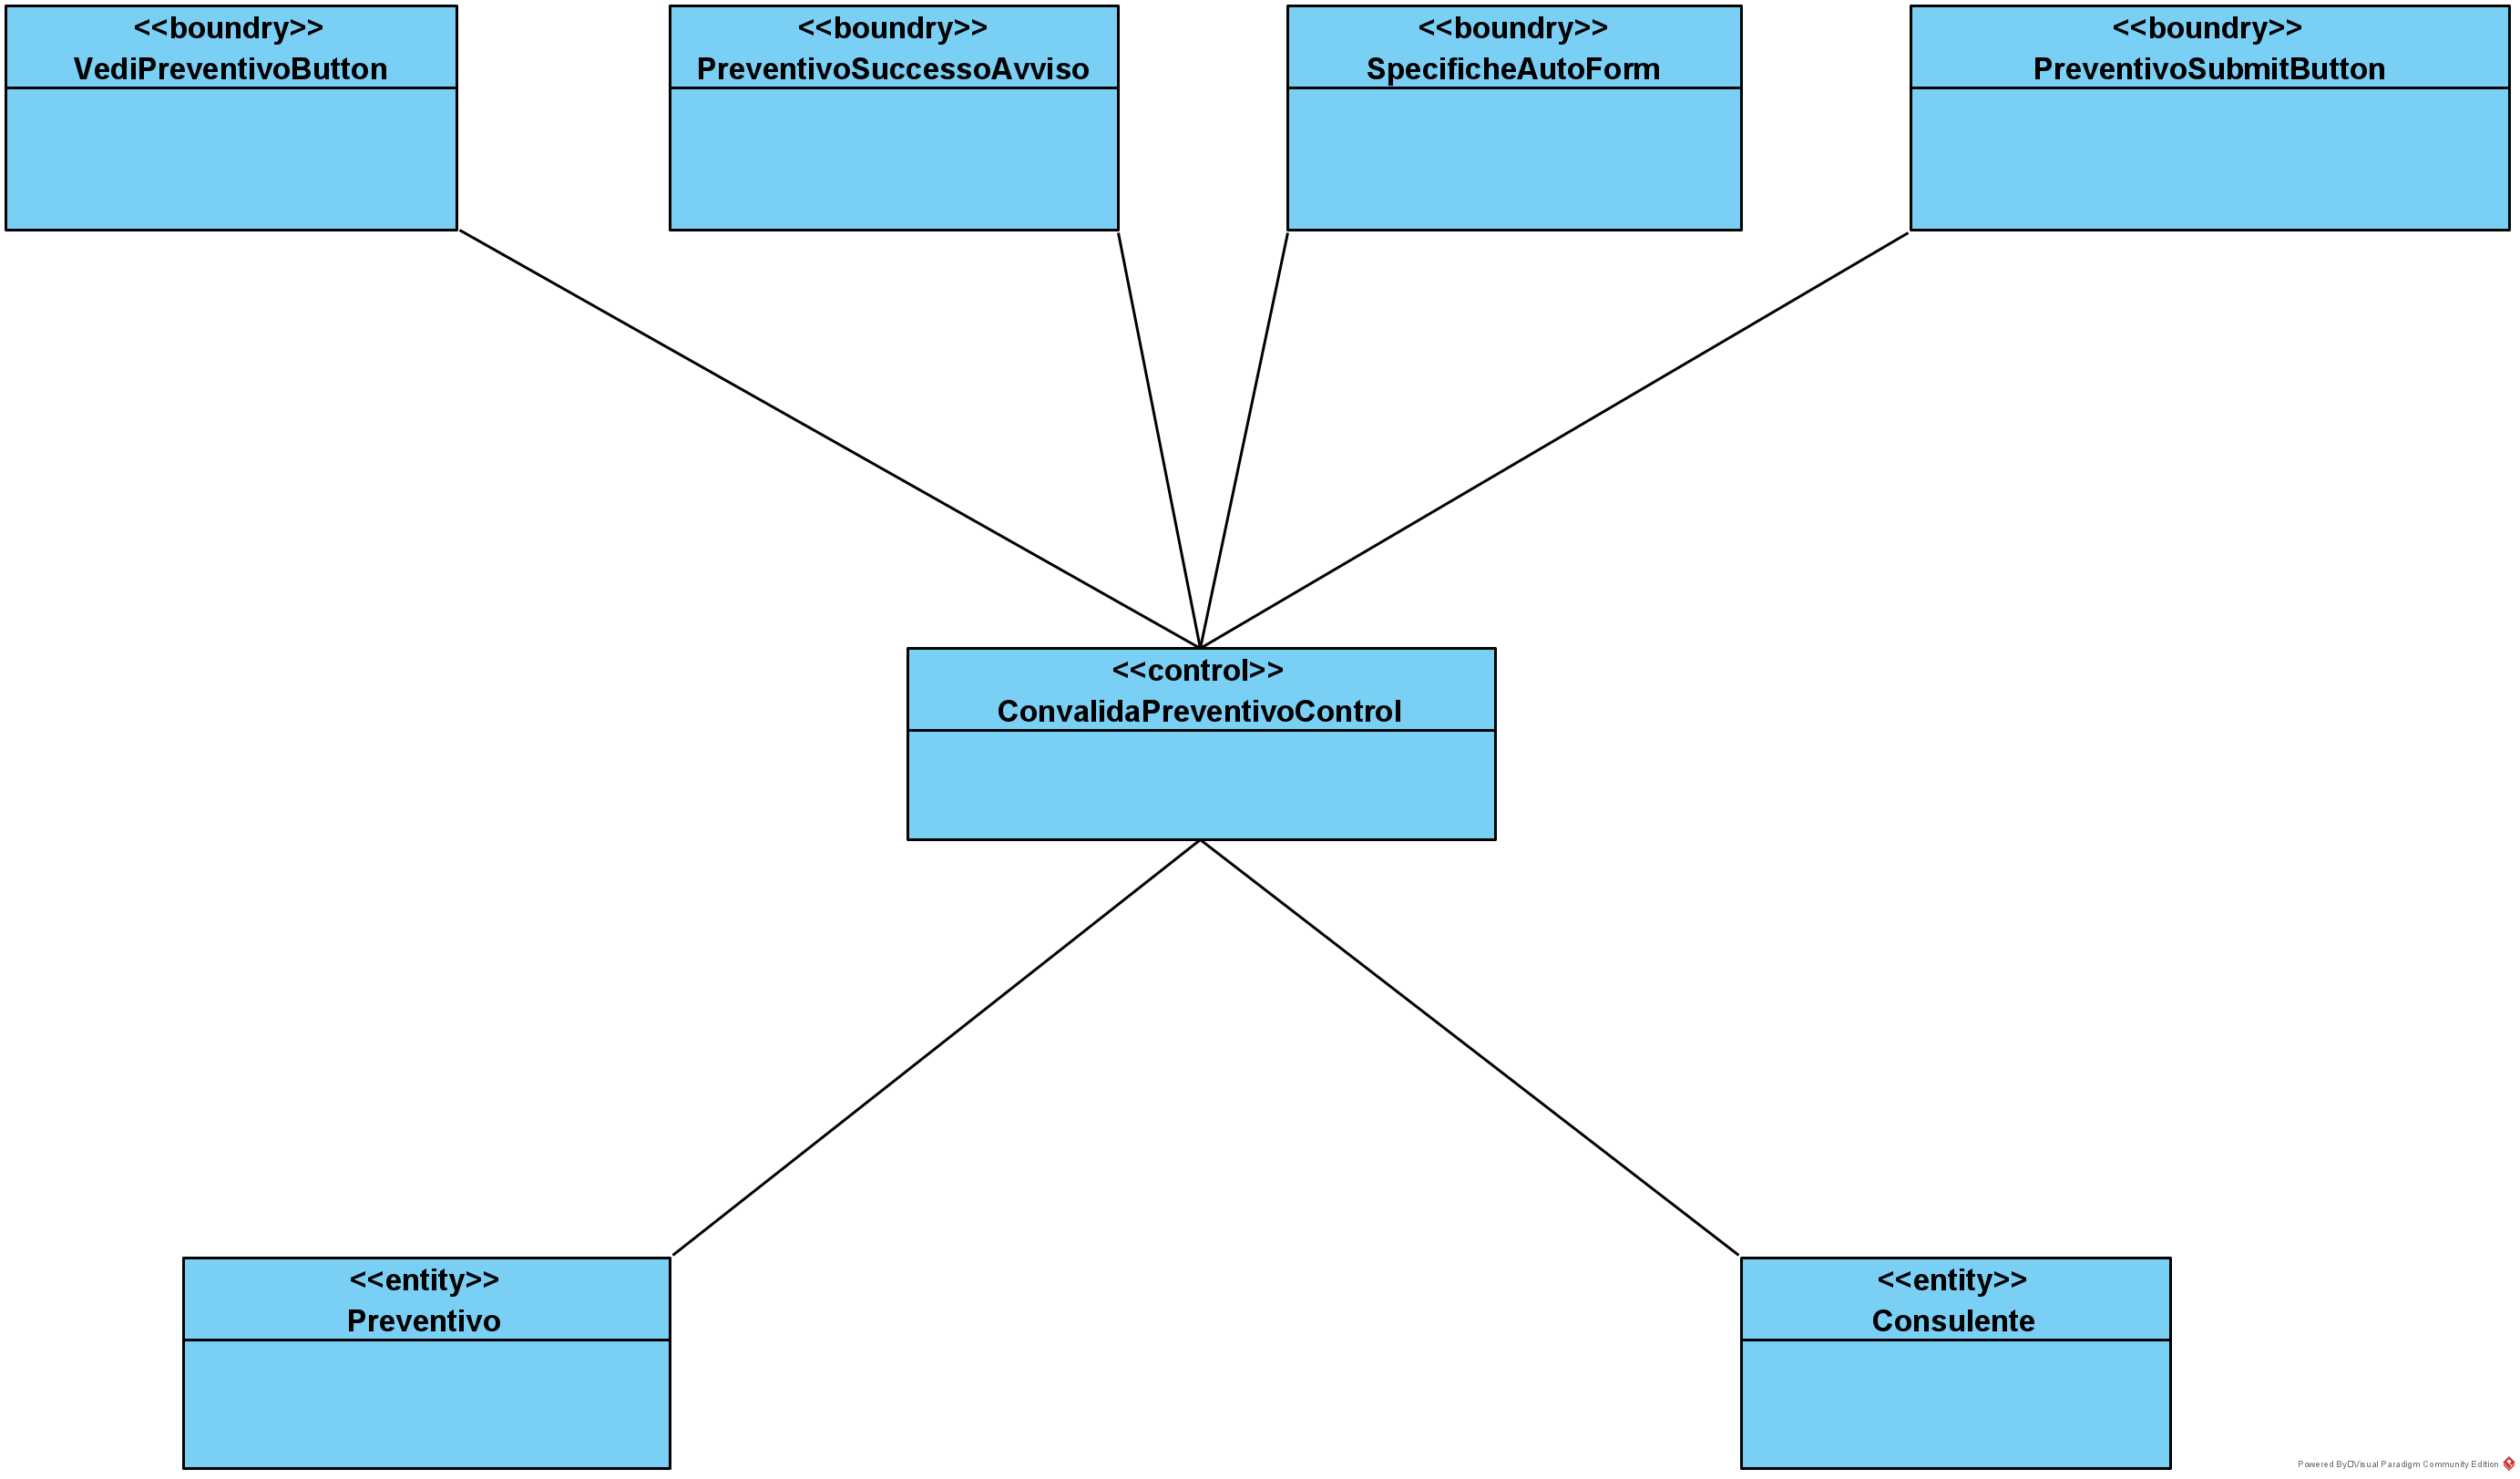 <<boundry>>
VediPreventivoButton
<<boundry>>
PreventivoSuccessoAvviso
<<boundry>>
SpecificheAutoForm
<<boundry>>
PreventivoSubmitButton
<<control>>
ConvalidaPreventivoControl
<<entity>>
Preventivo
<<entity>>
Consulente
Powered By□Visual Paradigm Community Edition